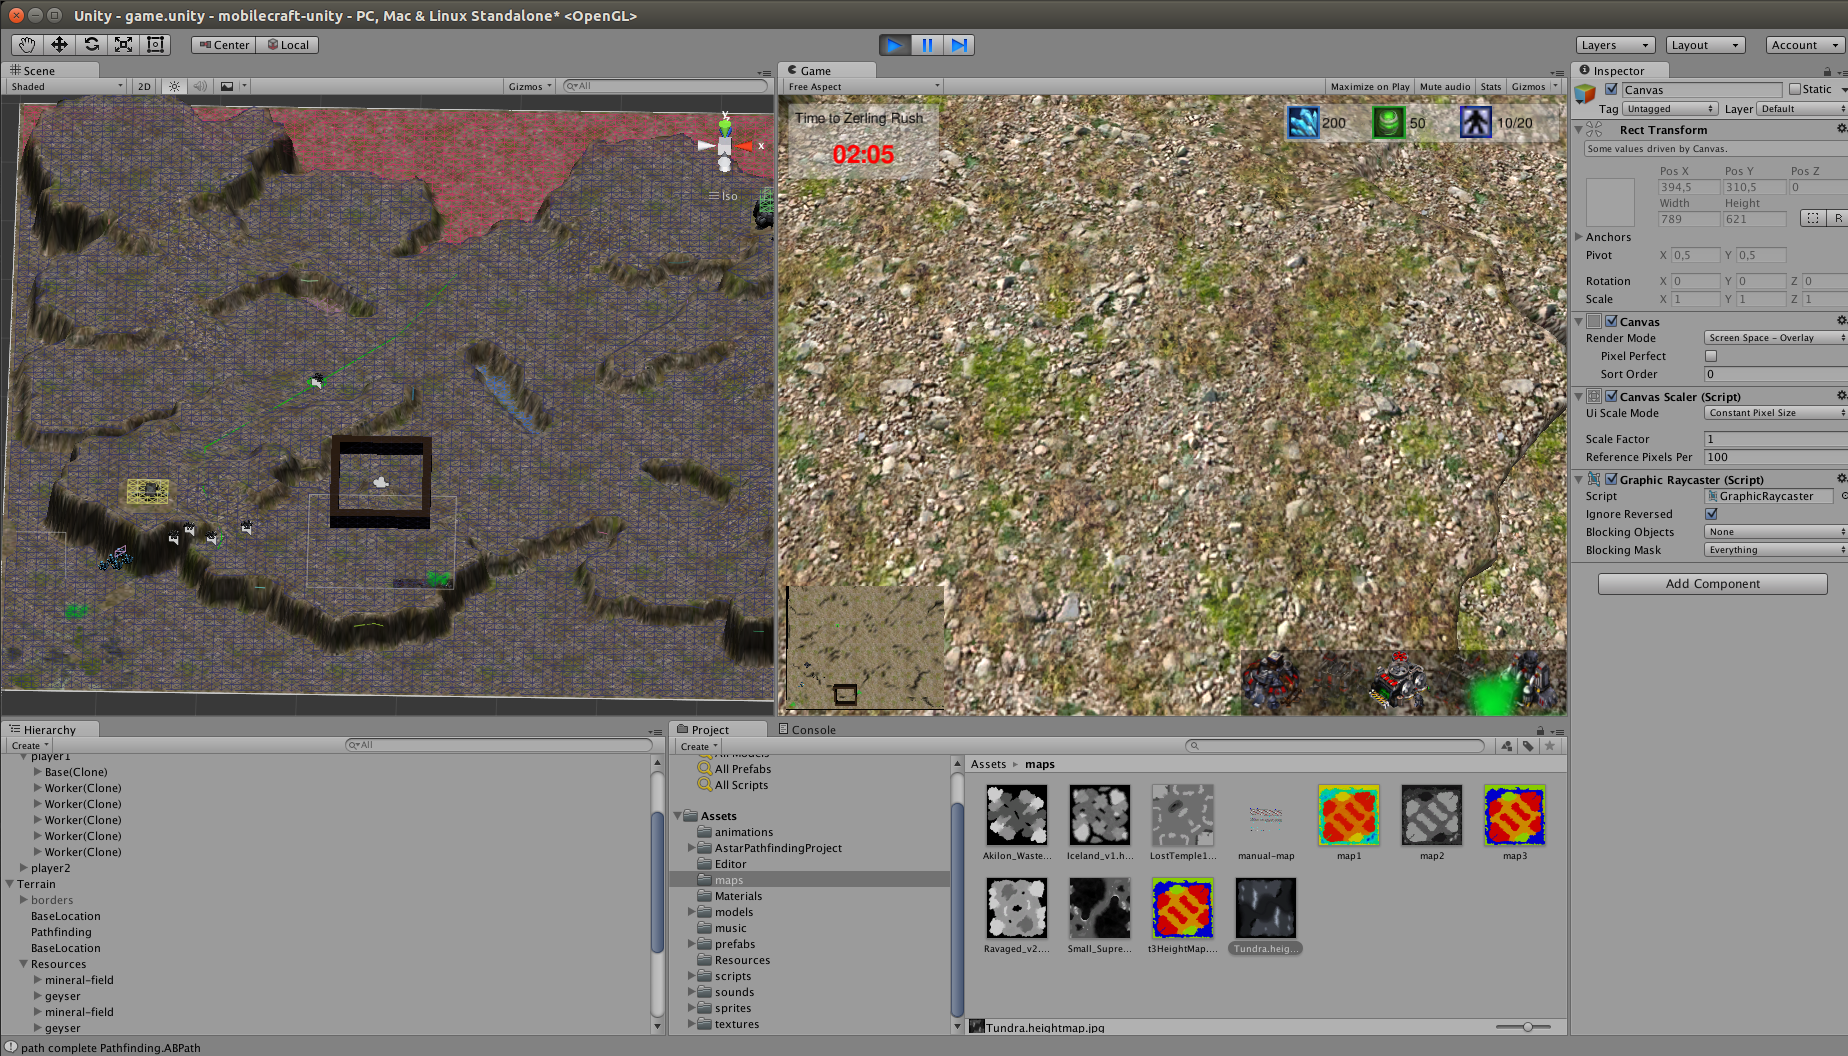 Unity - game.unity - mobilecraft-unity - PC, Mac & Linux Standalone* <OpenGL>
Center Local
Layers Layout Account
Scene
Shaded 2D Gizmos All
y
x
Iso
Game
Free Aspect Maximize on Play Mute audio Stats Gizmos
Time to Zerling Rush
02:05
200 50 10/20
Inspector
Canvas Static
Tag Untagged Layer Default
Rect Transform
Some values driven by Canvas.
Pos X Pos Y Pos Z
394,5 310,5 0
Width Height
789 621
R
Anchors
Pivot X 0,5 Y 0,5
Rotation X 0 Y 0 Z 0
Scale X 1 Y 1 Z 1
Canvas
Render Mode Screen Space - Overlay
Pixel Perfect
Sort Order 0
Canvas Scaler (Script)
Ui Scale Mode Constant Pixel Size
Scale Factor 1
Reference Pixels Per 100
Graphic Raycaster (Script)
Script GraphicRaycaster
Ignore Reversed
Blocking Objects None
Blocking Mask Everything
Add Component
Hierarchy
Create All
player1
Base(Clone)
Worker(Clone)
Worker(Clone)
Worker(Clone)
Worker(Clone)
Worker(Clone)
player2
Terrain
borders
BaseLocation
Pathfinding
BaseLocation
Resources
mineral-field
geyser
mineral-field
geyser
Project Console
Create
All Models
All Prefabs
All Scripts
Assets
animations
AstarPathfindingProject
Editor
maps
Materials
models
music
prefabs
Resources
scripts
sounds
sprites
textures
Assets maps
Akilon_Waste... Iceland_v1.h... LostTemple1... manual-map map1 map2 map3
Ravaged_v2.... Small_Supre... t3HeightMap.... Tundra.heig...
Tundra.heightmap.jpg
path complete Pathfinding.ABPath